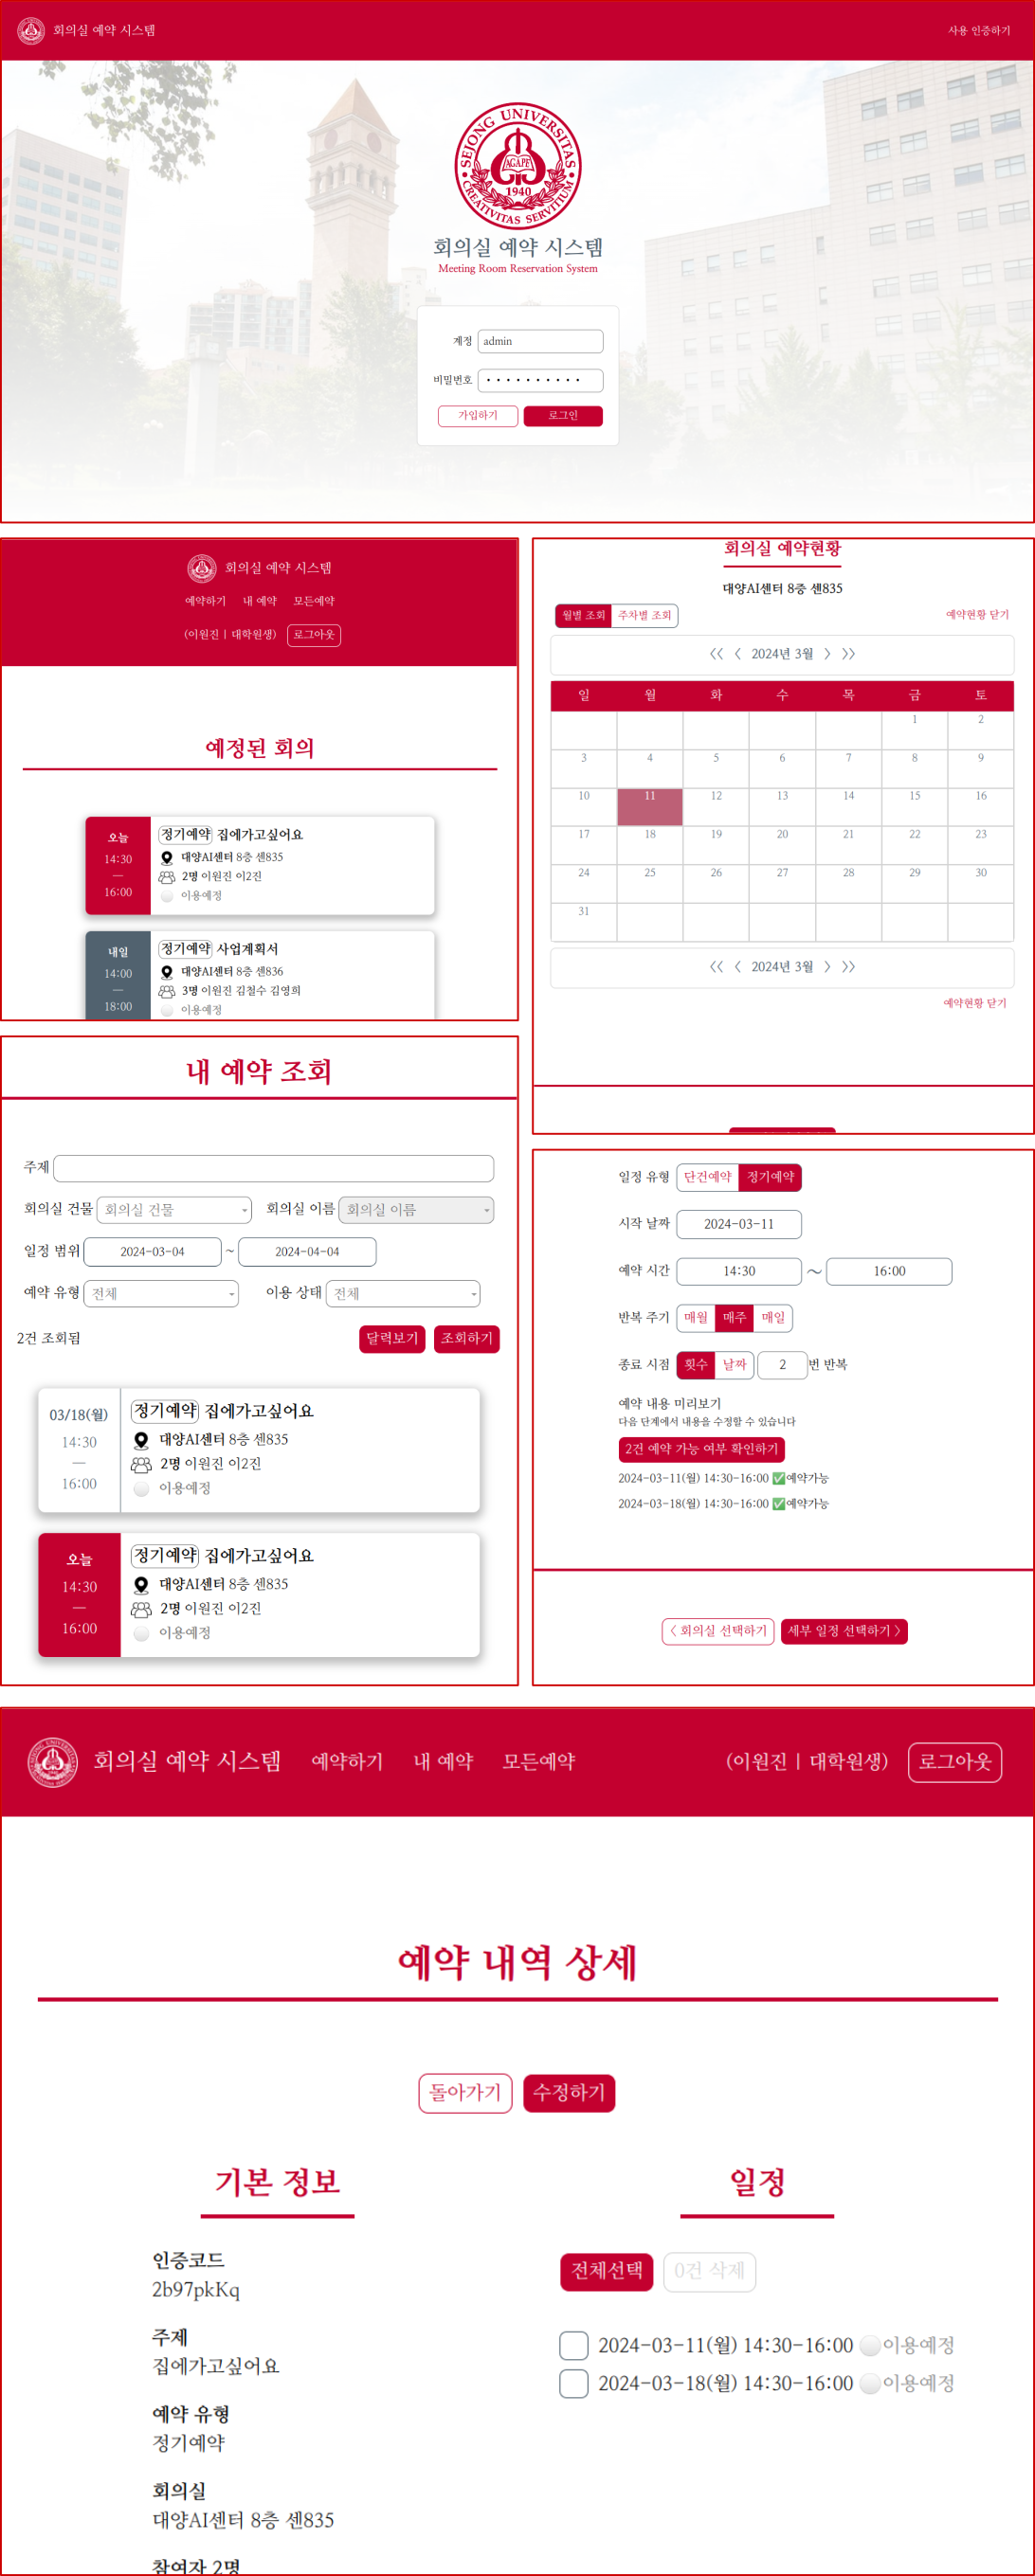 회의실 예약 시스템
사용 인증하기
SEJONG UNIVERSITAS
AGAPE
1940
CREATIVITAS SERVITIUM
회의실 예약 시스템
Meeting Room Reservation System
계정 admin
비밀번호 • • • • • • • • • •
가입하기 로그인
회의실 예약 시스템
예약하기 내 예약 모든예약
(이원진 | 대학원생) 로그아웃
예정된 회의
오늘
14:30
—
16:00
정기예약 집에가고싶어요
대양AI센터 8층 센835
2명 이원진 이2진
이용예정
내일
14:00
—
18:00
정기예약 사업계획서
대양AI센터 8층 센836
3명 이원진 김철수 김영희
이용예정
회의실 예약현황
대양AI센터 8층 센835
월별 조회 주차별 조회
예약현황 닫기
〈〈 〈 2024년 3월 〉 〉〉
일 월 화 수 목 금 토
1 2
3 4 5 6 7 8 9
10 11 12 13 14 15 16
17 18 19 20 21 22 23
24 25 26 27 28 29 30
31
〈〈 〈 2024년 3월 〉 〉〉
예약현황 닫기
내 예약 조회
주제
회의실 건물 회의실 건물 회의실 이름 회의실 이름
일정 범위 2024-03-04 ~ 2024-04-04
예약 유형 전체 이용 상태 전체
2건 조회됨
달력보기 조회하기
03/18(월)
14:30
—
16:00
정기예약 집에가고싶어요
대양AI센터 8층 센835
2명 이원진 이2진
이용예정
오늘
14:30
—
16:00
정기예약 집에가고싶어요
대양AI센터 8층 센835
2명 이원진 이2진
이용예정
일정 유형 단건예약 정기예약
시작 날짜 2024-03-11
예약 시간 14:30 ~ 16:00
반복 주기 매월 매주 매일
종료 시점 횟수 날짜 2 번 반복
예약 내용 미리보기
다음 단계에서 내용을 수정할 수 있습니다
2건 예약 가능 여부 확인하기
2024-03-11(월) 14:30-16:00 ✅예약가능
2024-03-18(월) 14:30-16:00 ✅예약가능
〈 회의실 선택하기 세부 일정 선택하기 〉
회의실 예약 시스템 예약하기 내 예약 모든예약 (이원진 | 대학원생) 로그아웃
예약 내역 상세
돌아가기 수정하기
기본 정보
인증코드
2b97pkKq
주제
집에가고싶어요
예약 유형
정기예약
회의실
대양AI센터 8층 센835
참여자 2명
일정
전체선택 0건 삭제
2024-03-11(월) 14:30-16:00 이용예정
2024-03-18(월) 14:30-16:00 이용예정